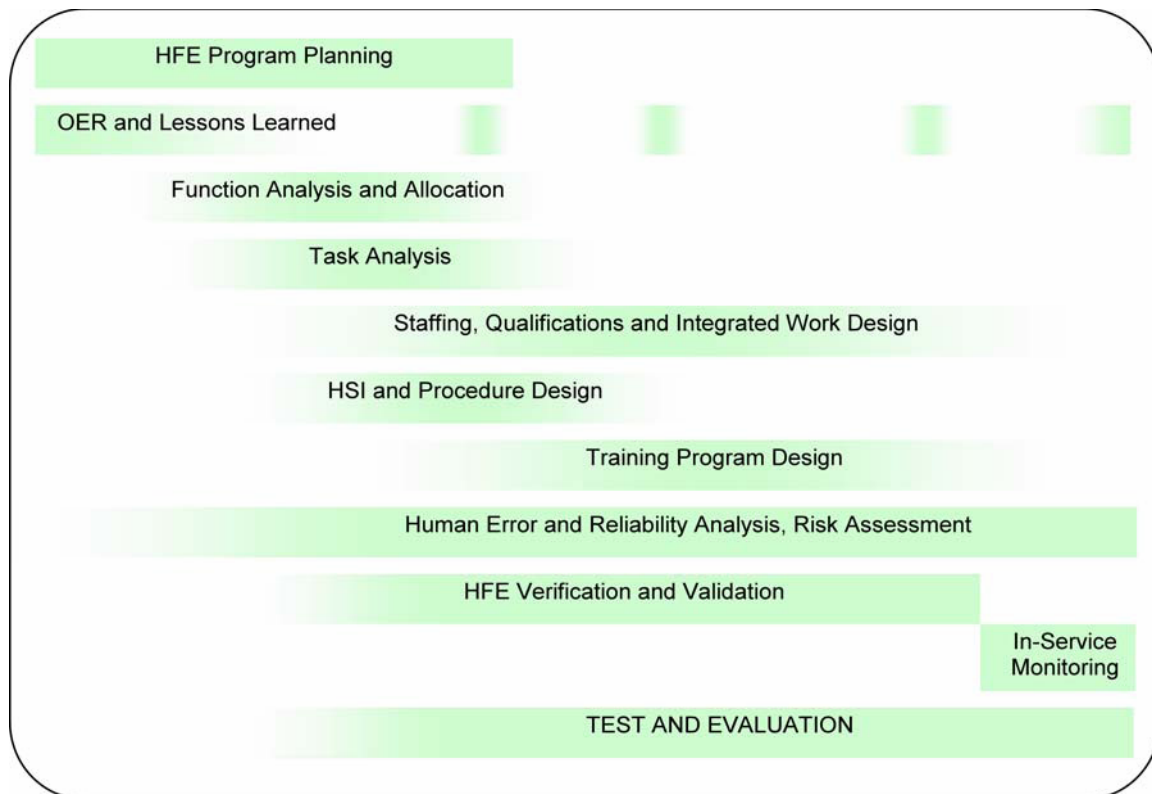 HFE Program Planning
OER and Lessons Learned
Function Analysis and Allocation
Task Analysis
Staffing, Qualifications and Integrated Work Design
HSI and Procedure Design
Training Program Design
Human Error and Reliability Analysis, Risk Assessment
HFE Verification and Validation
In-Service
Monitoring
TEST AND EVALUATION